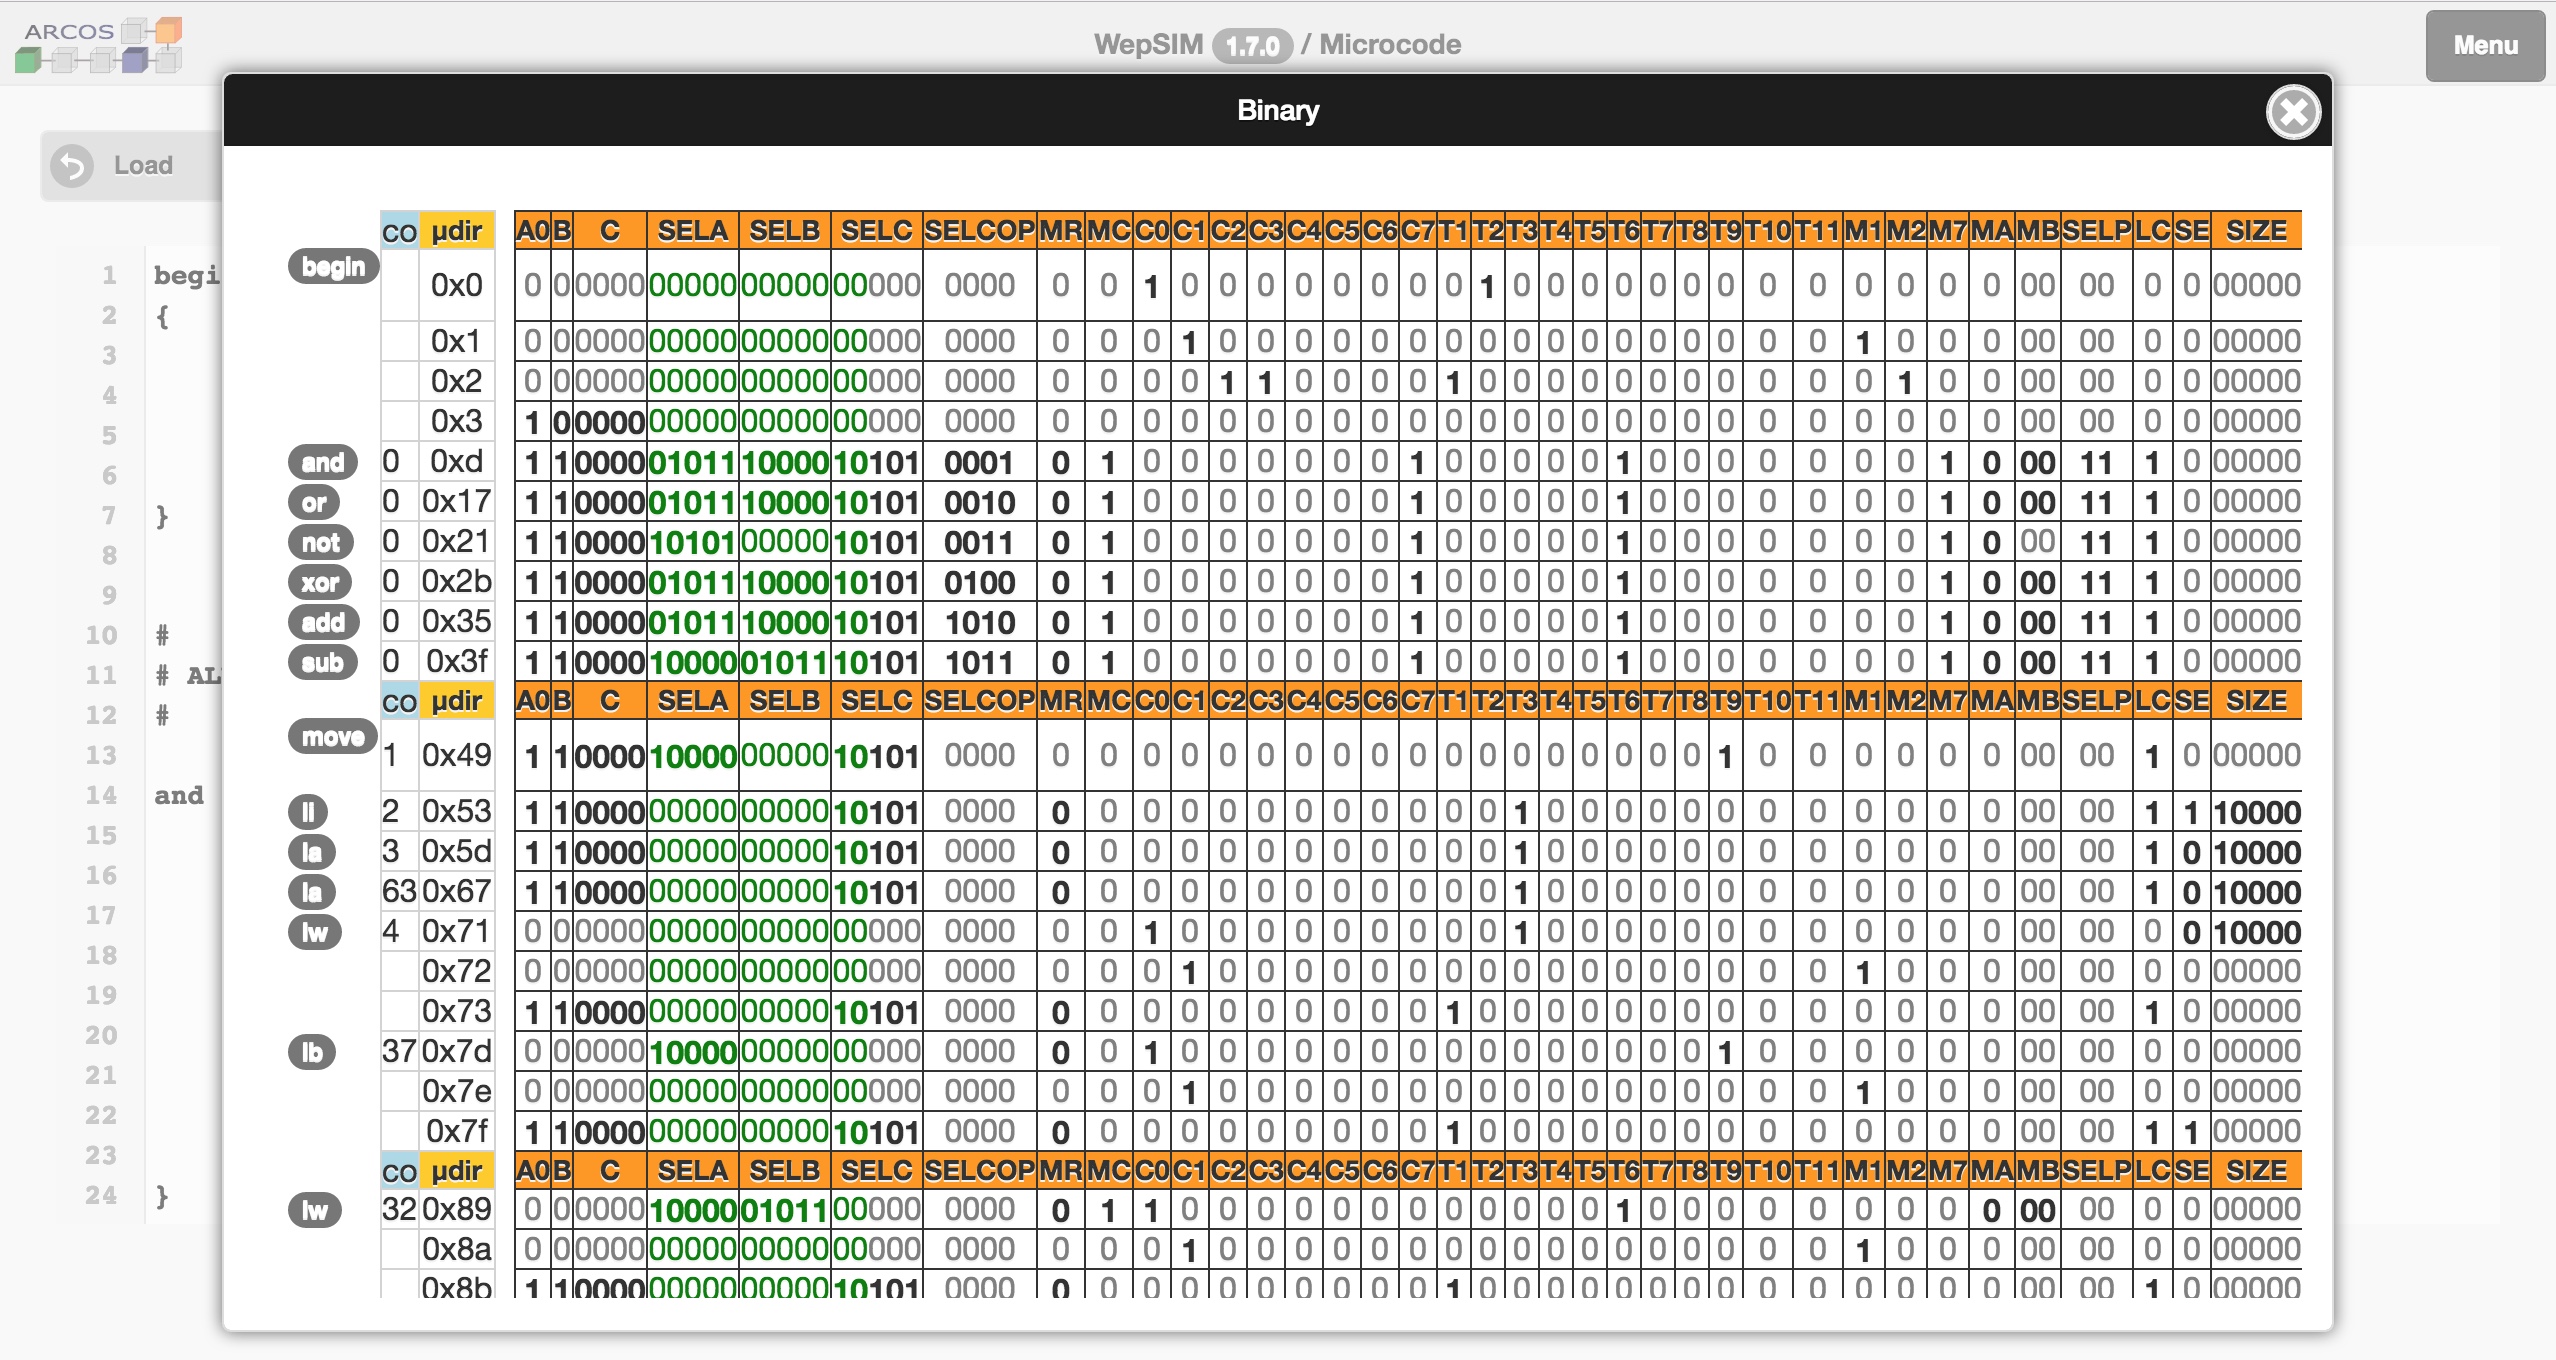 ARCOS
WepSIM 1.7.0 / Microcode
Menu
Binary
Load
1 begi
2 {
3
4
5
6
7 }
8
9
10 #
11 # AL
12 #
13
14 and
15
16
17
18
19
20
21
22
23
24 }
co µdir A0 B C SELA SELB SELC SELCOP MR MC C0 C1 C2 C3 C4 C5 C6 C7 T1 T2 T3 T4 T5 T6 T7 T8 T9 T10 T11 M1 M2 M7 MA MB SELP LC SE SIZE
begin 0x0 0 0 0000 00000 00000 00000 0000 0 0 1 0 0 0 0 0 0 0 0 1 0 0 0 0 0 0 0 0 0 0 0 0 0 00 00 0 0 00000
0x1 0 0 0000 00000 00000 00000 0000 0 0 0 1 0 0 0 0 0 0 0 0 0 0 0 0 0 0 0 0 0 1 0 0 0 00 00 0 0 00000
0x2 0 0 0000 00000 00000 00000 0000 0 0 0 0 1 1 0 0 0 0 1 0 0 0 0 0 0 0 0 0 0 0 1 0 0 00 00 0 0 00000
0x3 1 0 0000 00000 00000 00000 0000 0 0 0 0 0 0 0 0 0 0 0 0 0 0 0 0 0 0 0 0 0 0 0 0 0 00 00 0 0 00000
and 0 0xd 1 1 0000 01011 10000 10101 0001 0 1 0 0 0 0 0 0 0 1 0 0 0 0 0 1 0 0 0 0 0 0 0 1 0 00 11 1 0 00000
or 0 0x17 1 1 0000 01011 10000 10101 0010 0 1 0 0 0 0 0 0 0 1 0 0 0 0 0 1 0 0 0 0 0 0 0 1 0 00 11 1 0 00000
not 0 0x21 1 1 0000 10101 00000 10101 0011 0 1 0 0 0 0 0 0 0 1 0 0 0 0 0 1 0 0 0 0 0 0 0 1 0 00 11 1 0 00000
xor 0 0x2b 1 1 0000 01011 10000 10101 0100 0 1 0 0 0 0 0 0 0 1 0 0 0 0 0 1 0 0 0 0 0 0 0 1 0 00 11 1 0 00000
add 0 0x35 1 1 0000 01011 10000 10101 1010 0 1 0 0 0 0 0 0 0 1 0 0 0 0 0 1 0 0 0 0 0 0 0 1 0 00 11 1 0 00000
sub 0 0x3f 1 1 0000 10000 01011 10101 1011 0 1 0 0 0 0 0 0 0 1 0 0 0 0 0 1 0 0 0 0 0 0 0 1 0 00 11 1 0 00000
co µdir A0 B C SELA SELB SELC SELCOP MR MC C0 C1 C2 C3 C4 C5 C6 C7 T1 T2 T3 T4 T5 T6 T7 T8 T9 T10 T11 M1 M2 M7 MA MB SELP LC SE SIZE
move 1 0x49 1 1 0000 10000 00000 10101 0000 0 0 0 0 0 0 0 0 0 0 0 0 0 0 0 0 0 0 1 0 0 0 0 0 0 00 00 1 0 00000
li 2 0x53 1 1 0000 00000 00000 10101 0000 0 0 0 0 0 0 0 0 0 0 0 0 1 0 0 0 0 0 0 0 0 0 0 0 0 00 00 1 1 10000
la 3 0x5d 1 1 0000 00000 00000 10101 0000 0 0 0 0 0 0 0 0 0 0 0 0 1 0 0 0 0 0 0 0 0 0 0 0 0 00 00 1 0 10000
la 63 0x67 1 1 0000 00000 00000 10101 0000 0 0 0 0 0 0 0 0 0 0 0 0 1 0 0 0 0 0 0 0 0 0 0 0 0 00 00 1 0 10000
lw 4 0x71 0 0 0000 00000 00000 00000 0000 0 0 1 0 0 0 0 0 0 0 0 0 1 0 0 0 0 0 0 0 0 0 0 0 0 00 00 0 0 10000
0x72 0 0 0000 00000 00000 00000 0000 0 0 0 1 0 0 0 0 0 0 0 0 0 0 0 0 0 0 0 0 0 1 0 0 0 00 00 0 0 00000
0x73 1 1 0000 00000 00000 10101 0000 0 0 0 0 0 0 0 0 0 0 1 0 0 0 0 0 0 0 0 0 0 0 0 0 0 00 00 1 0 00000
lb 37 0x7d 0 0 0000 10000 00000 00000 0000 0 0 1 0 0 0 0 0 0 0 0 0 0 0 0 0 0 0 1 0 0 0 0 0 0 00 00 0 0 00000
0x7e 0 0 0000 00000 00000 00000 0000 0 0 0 1 0 0 0 0 0 0 0 0 0 0 0 0 0 0 0 0 0 1 0 0 0 00 00 0 0 00000
0x7f 1 1 0000 00000 00000 10101 0000 0 0 0 0 0 0 0 0 0 0 1 0 0 0 0 0 0 0 0 0 0 0 0 0 0 00 00 1 1 00000
co µdir A0 B C SELA SELB SELC SELCOP MR MC C0 C1 C2 C3 C4 C5 C6 C7 T1 T2 T3 T4 T5 T6 T7 T8 T9 T10 T11 M1 M2 M7 MA MB SELP LC SE SIZE
lw 32 0x89 0 0 0000 10000 01011 00000 0000 0 1 1 0 0 0 0 0 0 0 0 0 0 0 0 1 0 0 0 0 0 0 0 0 0 00 00 0 0 00000
0x8a 0 0 0000 00000 00000 00000 0000 0 0 0 1 0 0 0 0 0 0 0 0 0 0 0 0 0 0 0 0 0 1 0 0 0 00 00 0 0 00000
0x8b 1 1 0000 00000 00000 10101 0000 0 0 0 0 0 0 0 0 0 0 1 0 0 0 0 0 0 0 0 0 0 0 0 0 0 00 00 1 0 00000